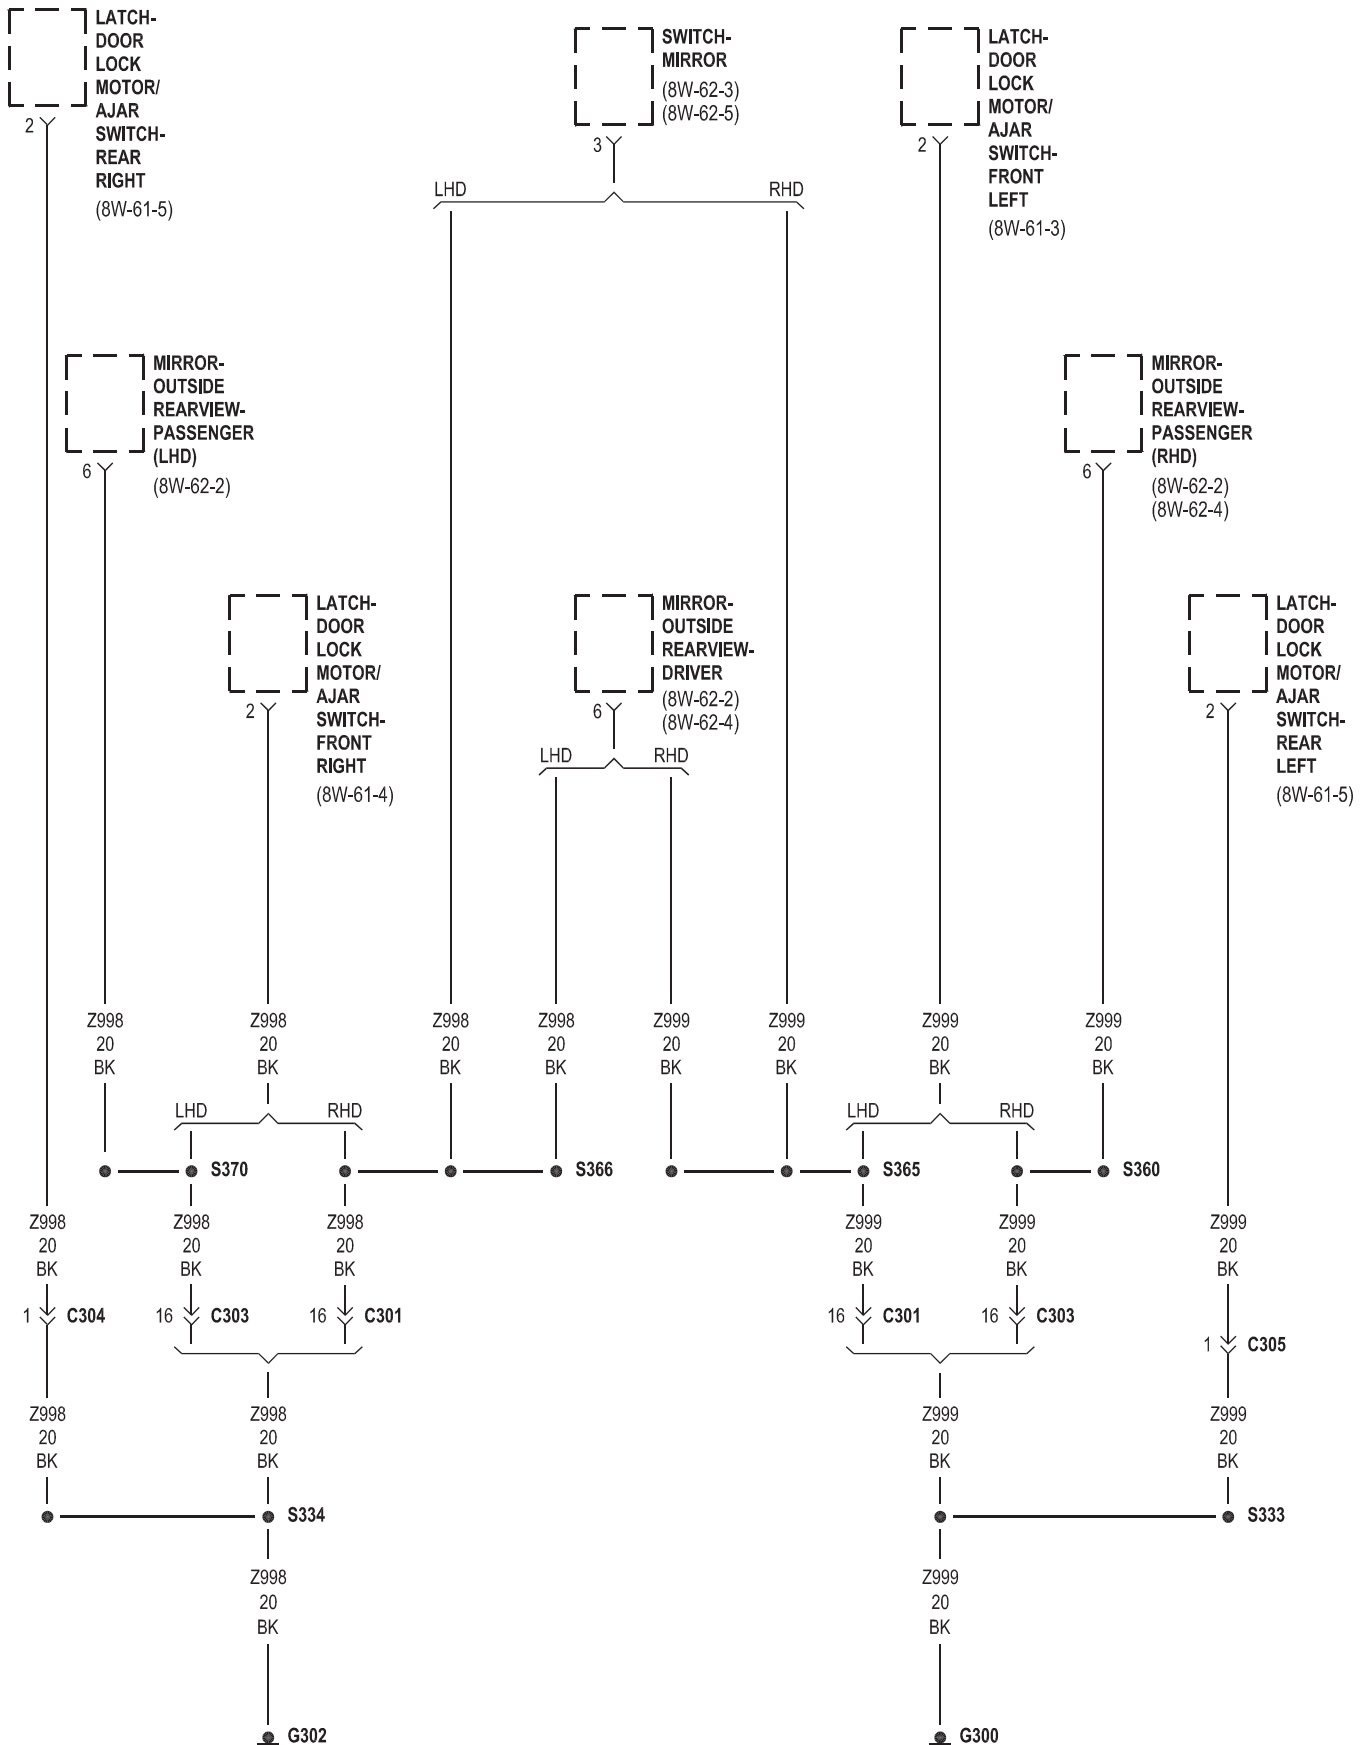 LATCH-
DOOR
LOCK
MOTOR/
AJAR
SWITCH-
REAR
RIGHT
(8W-61-5)
2
SWITCH-
MIRROR
(8W-62-3)
(8W-62-5)
3
LHD
RHD
LATCH-
DOOR
LOCK
MOTOR/
AJAR
SWITCH-
FRONT
LEFT
(8W-61-3)
2
MIRROR-
OUTSIDE
REARVIEW-
PASSENGER
(LHD)
(8W-62-2)
6
MIRROR-
OUTSIDE
REARVIEW-
PASSENGER
(RHD)
(8W-62-2)
(8W-62-4)
6
LATCH-
DOOR
LOCK
MOTOR/
AJAR
SWITCH-
FRONT
RIGHT
(8W-61-4)
2
MIRROR-
OUTSIDE
REARVIEW-
DRIVER
(8W-62-2)
(8W-62-4)
6
LHD
RHD
LATCH-
DOOR
LOCK
MOTOR/
AJAR
SWITCH-
REAR
LEFT
(8W-61-5)
2
Z998
20
BK
Z998
20
BK
Z998
20
BK
Z998
20
BK
Z999
20
BK
Z999
20
BK
Z999
20
BK
Z999
20
BK
LHD
RHD
LHD
RHD
S370
S366
S365
S360
Z998
20
BK
Z998
20
BK
Z998
20
BK
Z999
20
BK
Z999
20
BK
Z999
20
BK
1 C304
16 C303
16 C301
16 C301
16 C303
1 C305
Z998
20
BK
Z998
20
BK
Z999
20
BK
Z999
20
BK
S334
S333
Z998
20
BK
Z999
20
BK
G302
G300